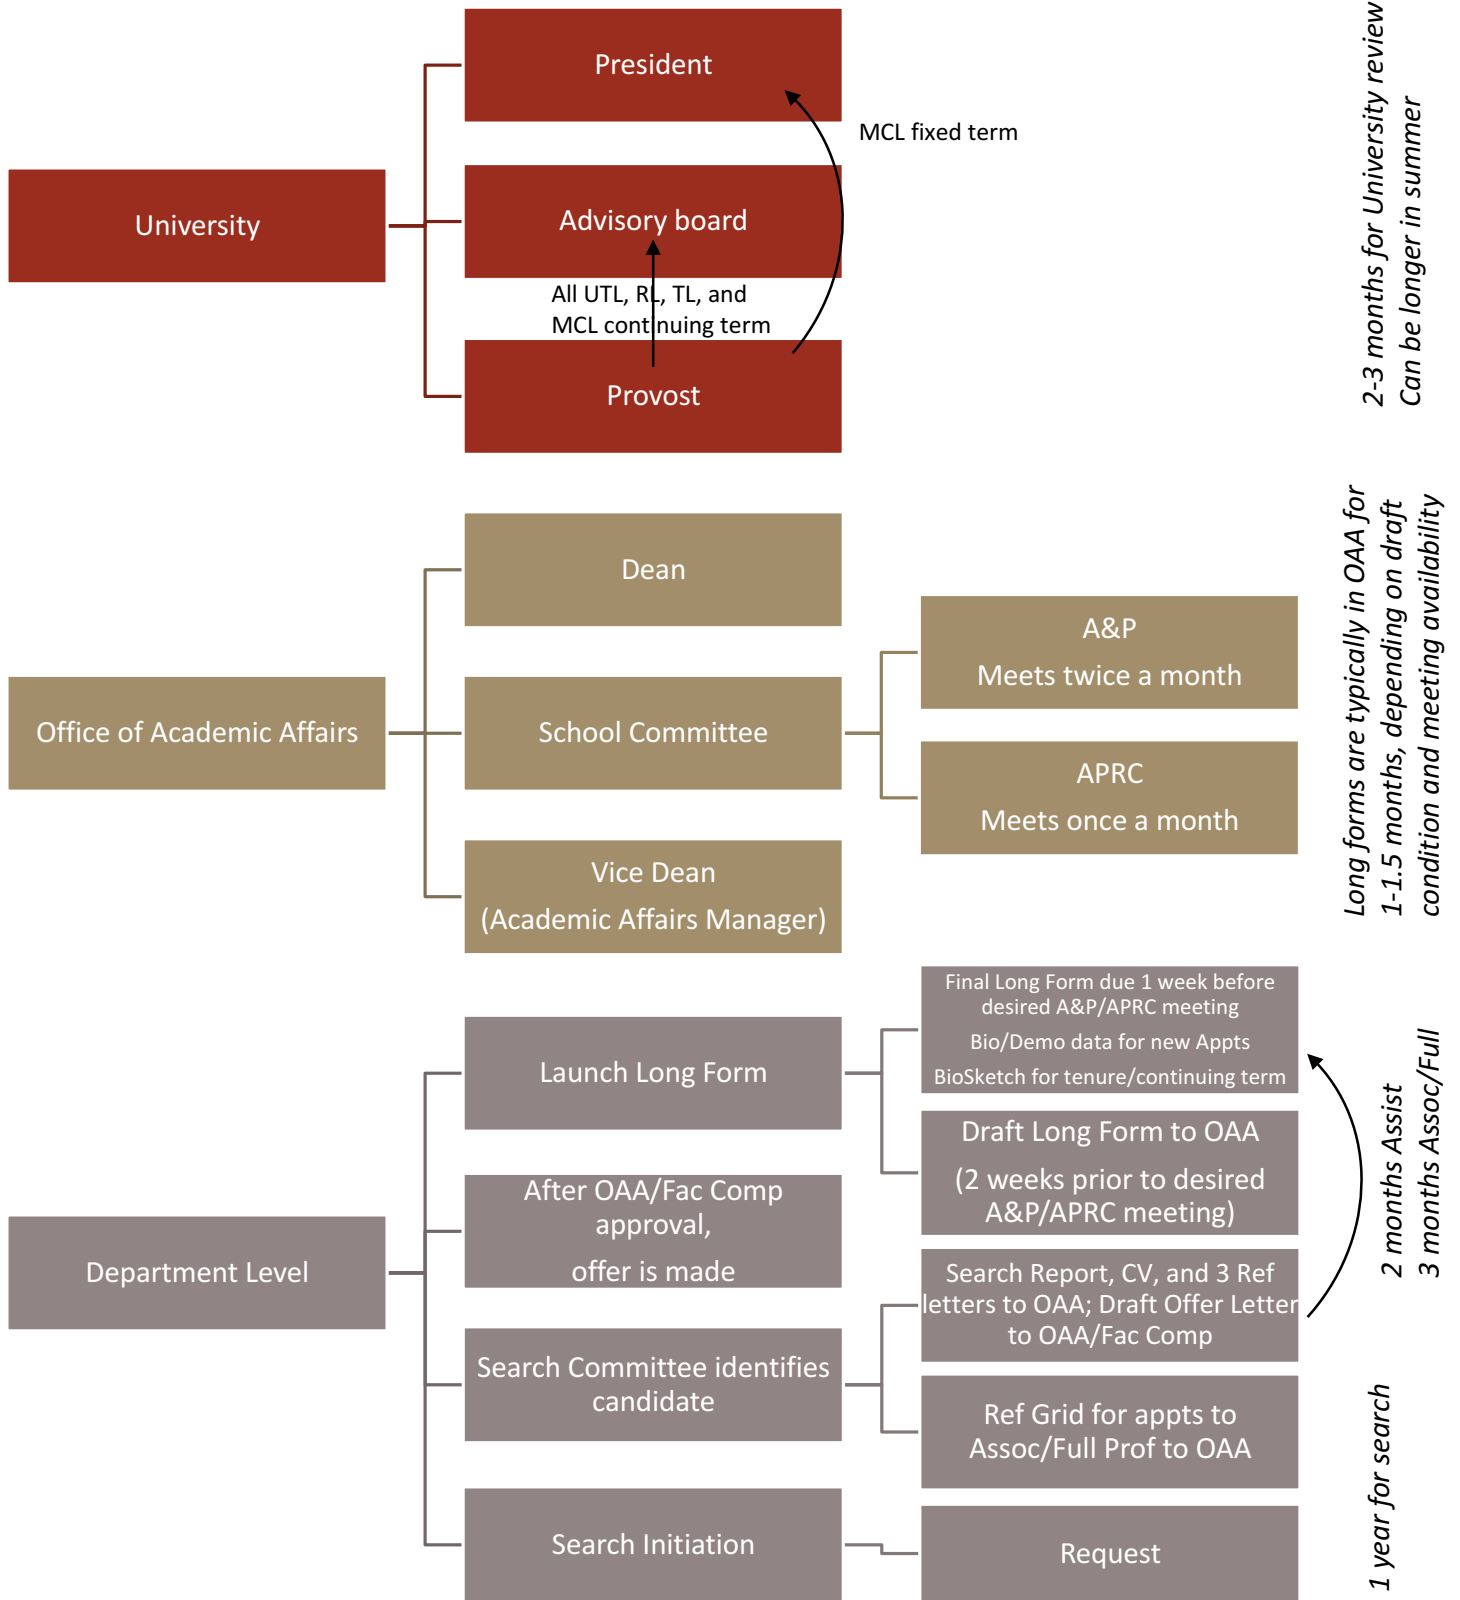 President
MCL fixed term
University
Advisory board
All UTL, RL, TL, and
MCL continuing term
Provost
2-3 months for University review
Can be longer in summer
Dean
A&P
Meets twice a month
Office of Academic Affairs
School Committee
APRC
Meets once a month
Vice Dean
(Academic Affairs Manager)
Long forms are typically in OAA for
1-1.5 months, depending on draft
condition and meeting availability
Final Long Form due 1 week before
desired A&P/APRC meeting
Bio/Demo data for new Appts
BioSketch for tenure/continuing term
Launch Long Form
Draft Long Form to OAA
(2 weeks prior to desired
A&P/APRC meeting)
After OAA/Fac Comp
approval,
offer is made
Department Level
Search Report, CV, and 3 Ref
letters to OAA; Draft Offer Letter
to OAA/Fac Comp
2 months Assist
3 months Assoc/Full
Search Committee identifies
candidate
Ref Grid for appts to
Assoc/Full Prof to OAA
Search Initiation
Request
1 year for search